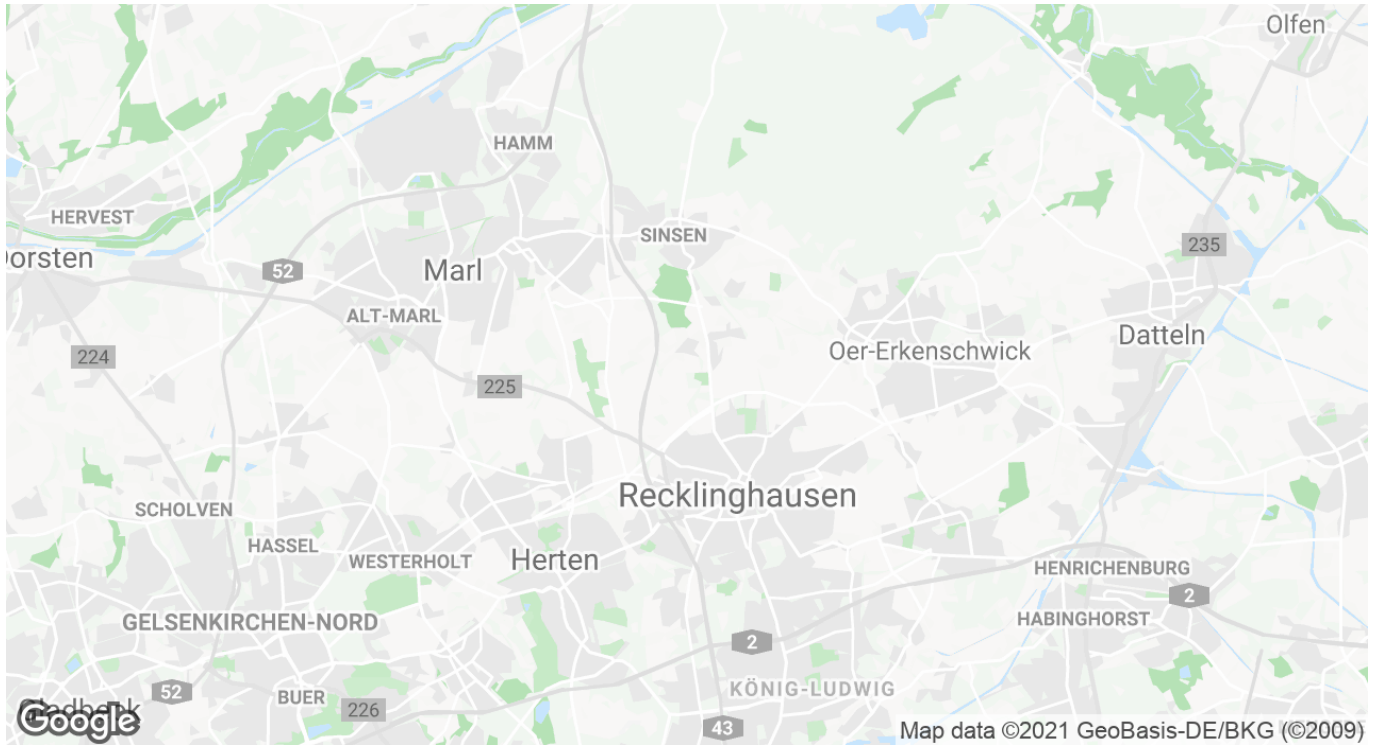 Olfen
HAMM
HERVEST
SINSEN
235
Dorsten
52
Marl
ALT-MARL
Datteln
224
Oer-Erkenschwick
225
Recklinghausen
SCHOLVEN
HASSEL
WESTERHOLT
Herten
HENRICHENBURG
2
GELSENKIRCHEN-NORD
HABINGHORST
2
52
KÖNIG-LUDWIG
BUER
226
Google
43
Map data ©2021 GeoBasis-DE/BKG (©2009)